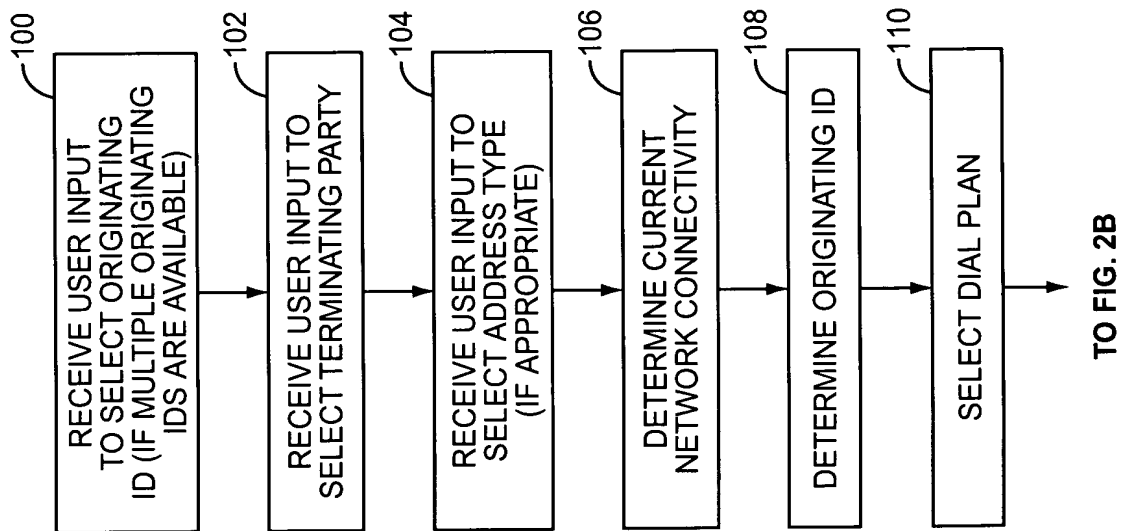 100
RECEIVE USER INPUT
TO SELECT ORIGINATING
ID (IF MULTIPLE ORIGINATING
IDS ARE AVAILABLE)
102
RECEIVE USER INPUT TO
SELECT TERMINATING PARTY
104
RECEIVE USER INPUT TO
SELECT ADDRESS TYPE
(IF APPROPRIATE)
106
DETERMINE CURRENT
NETWORK CONNECTIVITY
108
DETERMINE ORIGINATING ID
110
SELECT DIAL PLAN
TO FIG. 2B